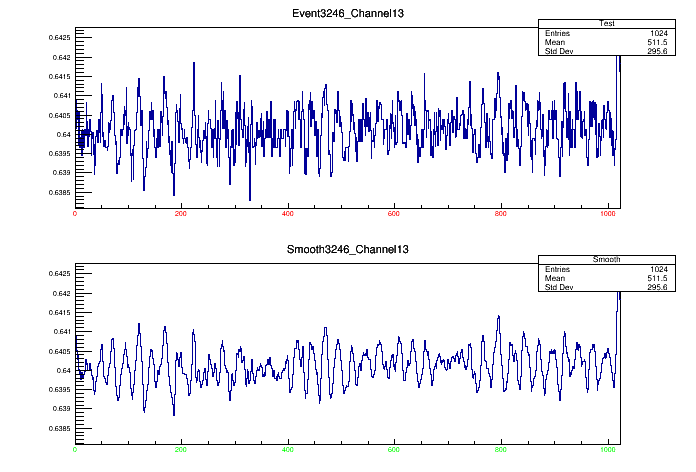 Event3246_Channel13
Test
Entries 1024
Mean 511.5
Std Dev 295.6
0.6425
0.642
0.6415
0.641
0.6405
0.64
0.6395
0.639
0.6385
0 200 400 600 800 1000
Smooth3246_Channel13
Smooth
Entries 1024
Mean 511.5
Std Dev 295.6
0.6425
0.642
0.6415
0.641
0.6405
0.64
0.6395
0.639
0.6385
0 200 400 600 800 1000